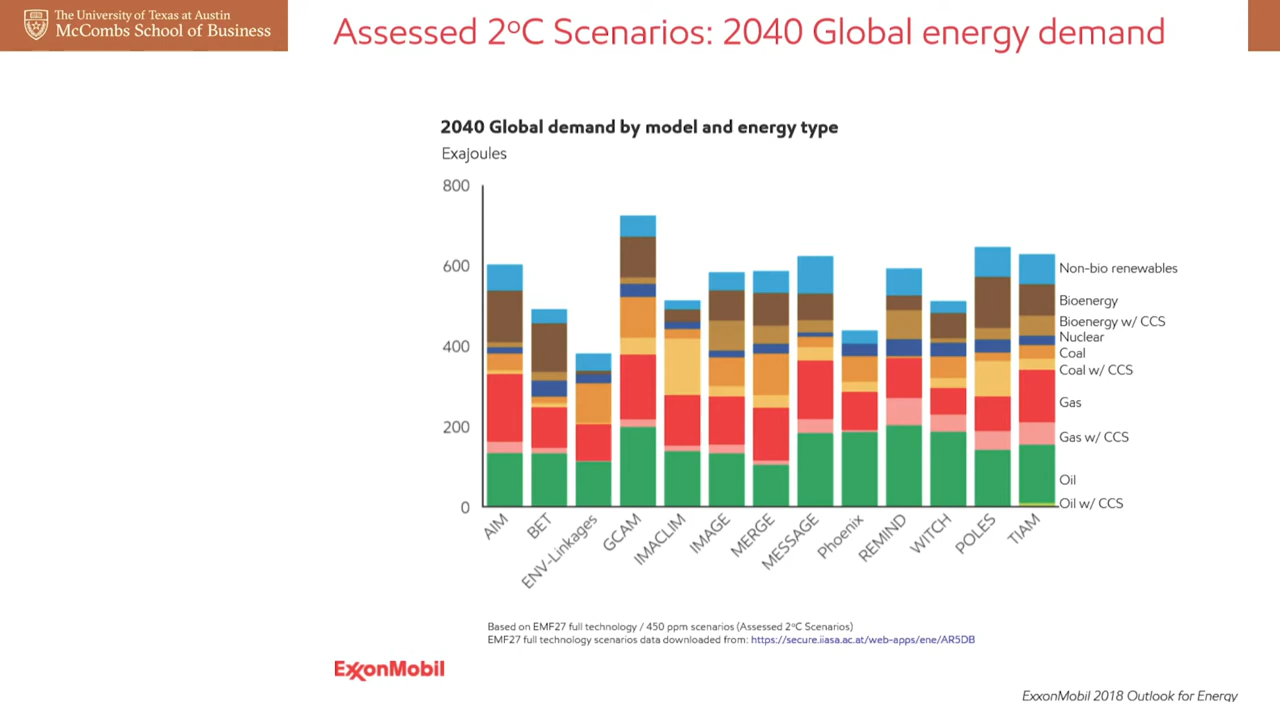 The University of Texas at Austin
McCombs School of Business
Assessed 2°C Scenarios: 2040 Global energy demand
2040 Global demand by model and energy type
Exajoules
800
600
400
200
0
Non-bio renewables
Bioenergy
Bioenergy w/ CCS
Nuclear
Coal
Coal w/ CCS
Gas
Gas w/ CCS
Oil
Oil w/ CCS
AIM
BET
ENV-Linkages
GCAM
IMACLIM
IMAGE
MERGE
MESSAGE
Phoenix
REMIND
WITCH
POLES
TIAM
Based on EMF27 full technology / 450 ppm scenarios (Assessed 2°C Scenarios)
EMF27 full technology scenarios data downloaded from: https://secure.iiasa.ac.at/web-apps/ene/AR5DB
ExxonMobil
ExxonMobil 2018 Outlook for Energy